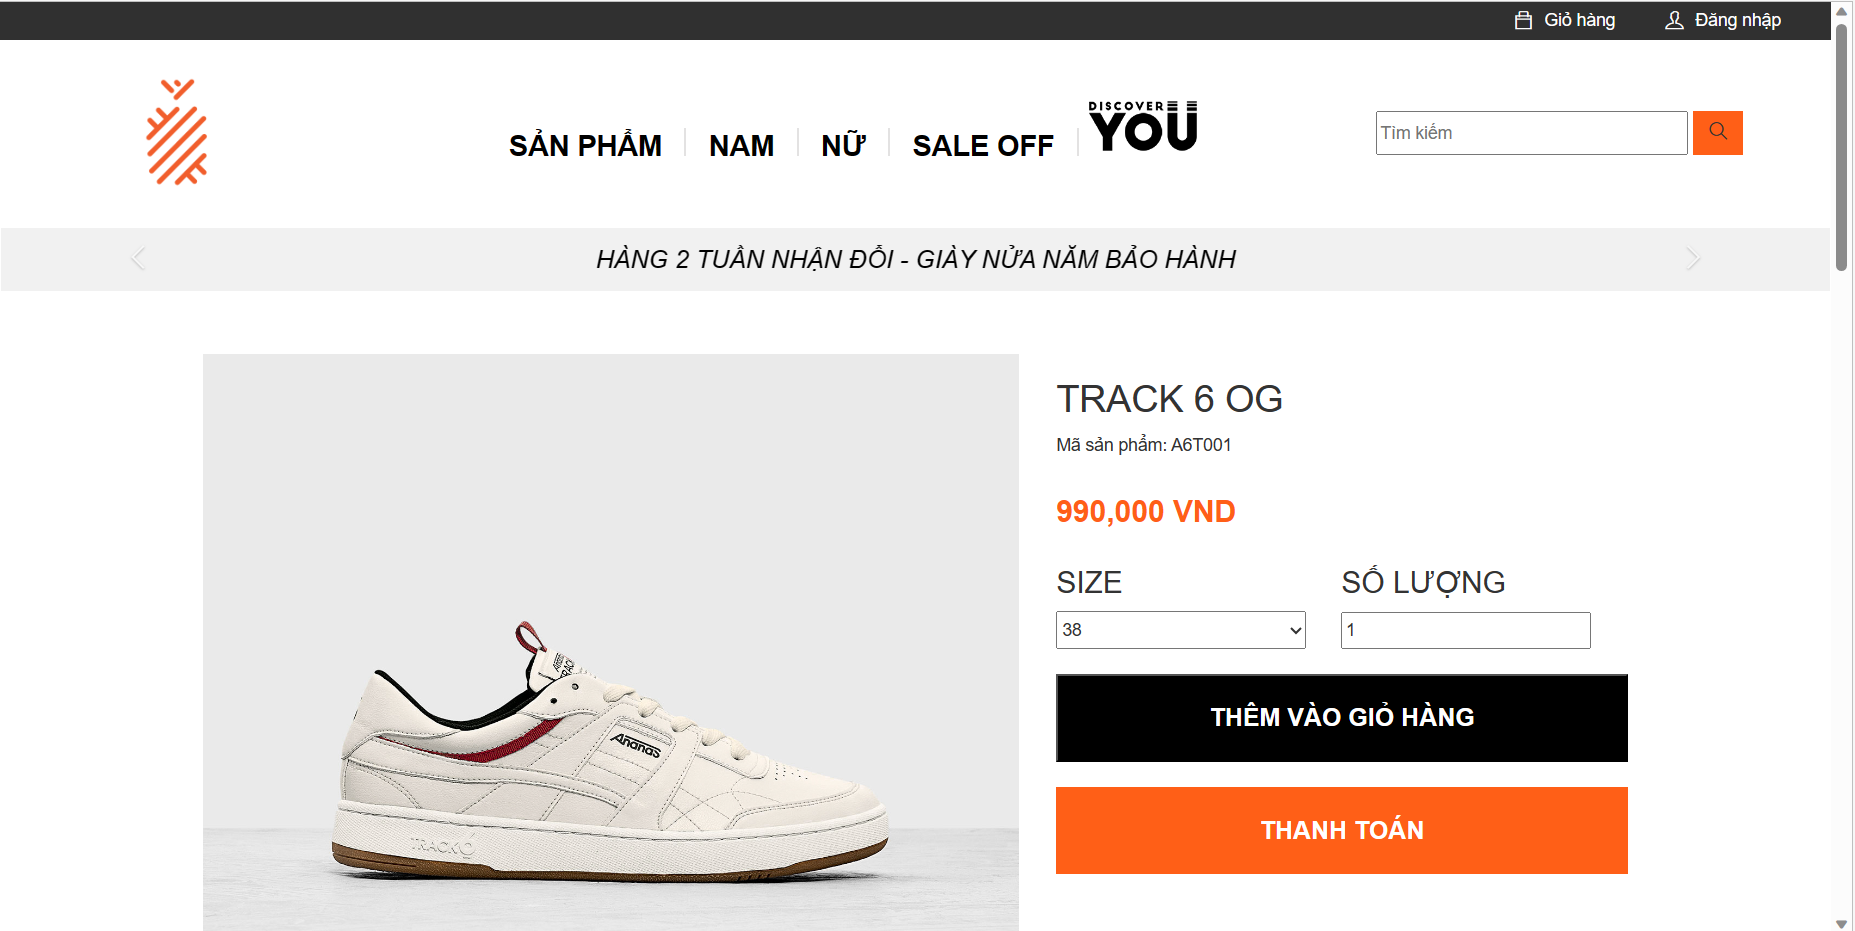 Giỏ hàng
Đăng nhập
SẢN PHẨM
NAM
NỮ
SALE OFF
DISCOVER
YOU
Tìm kiếm
HÀNG 2 TUẦN NHẬN ĐỔI - GIÀY NỬA NĂM BẢO HÀNH
TRACK 6 OG
Mã sản phẩm: A6T001
990,000 VND
SIZE
SỐ LƯỢNG
38
1
THÊM VÀO GIỎ HÀNG
THANH TOÁN
Ananas